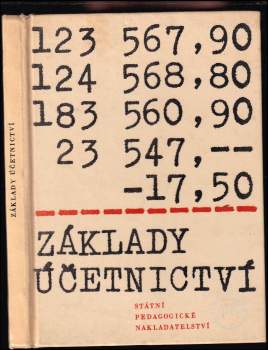 ZÁKLADY ÚČETNICTVÍ
123 567,90
124 568,80
183 560,90
23 547,--
-17,50
ZÁKLADY
ÚČETNICTVÍ
STÁTNÍ
PEDAGOGICKÉ
NAKLADATELSTVÍ